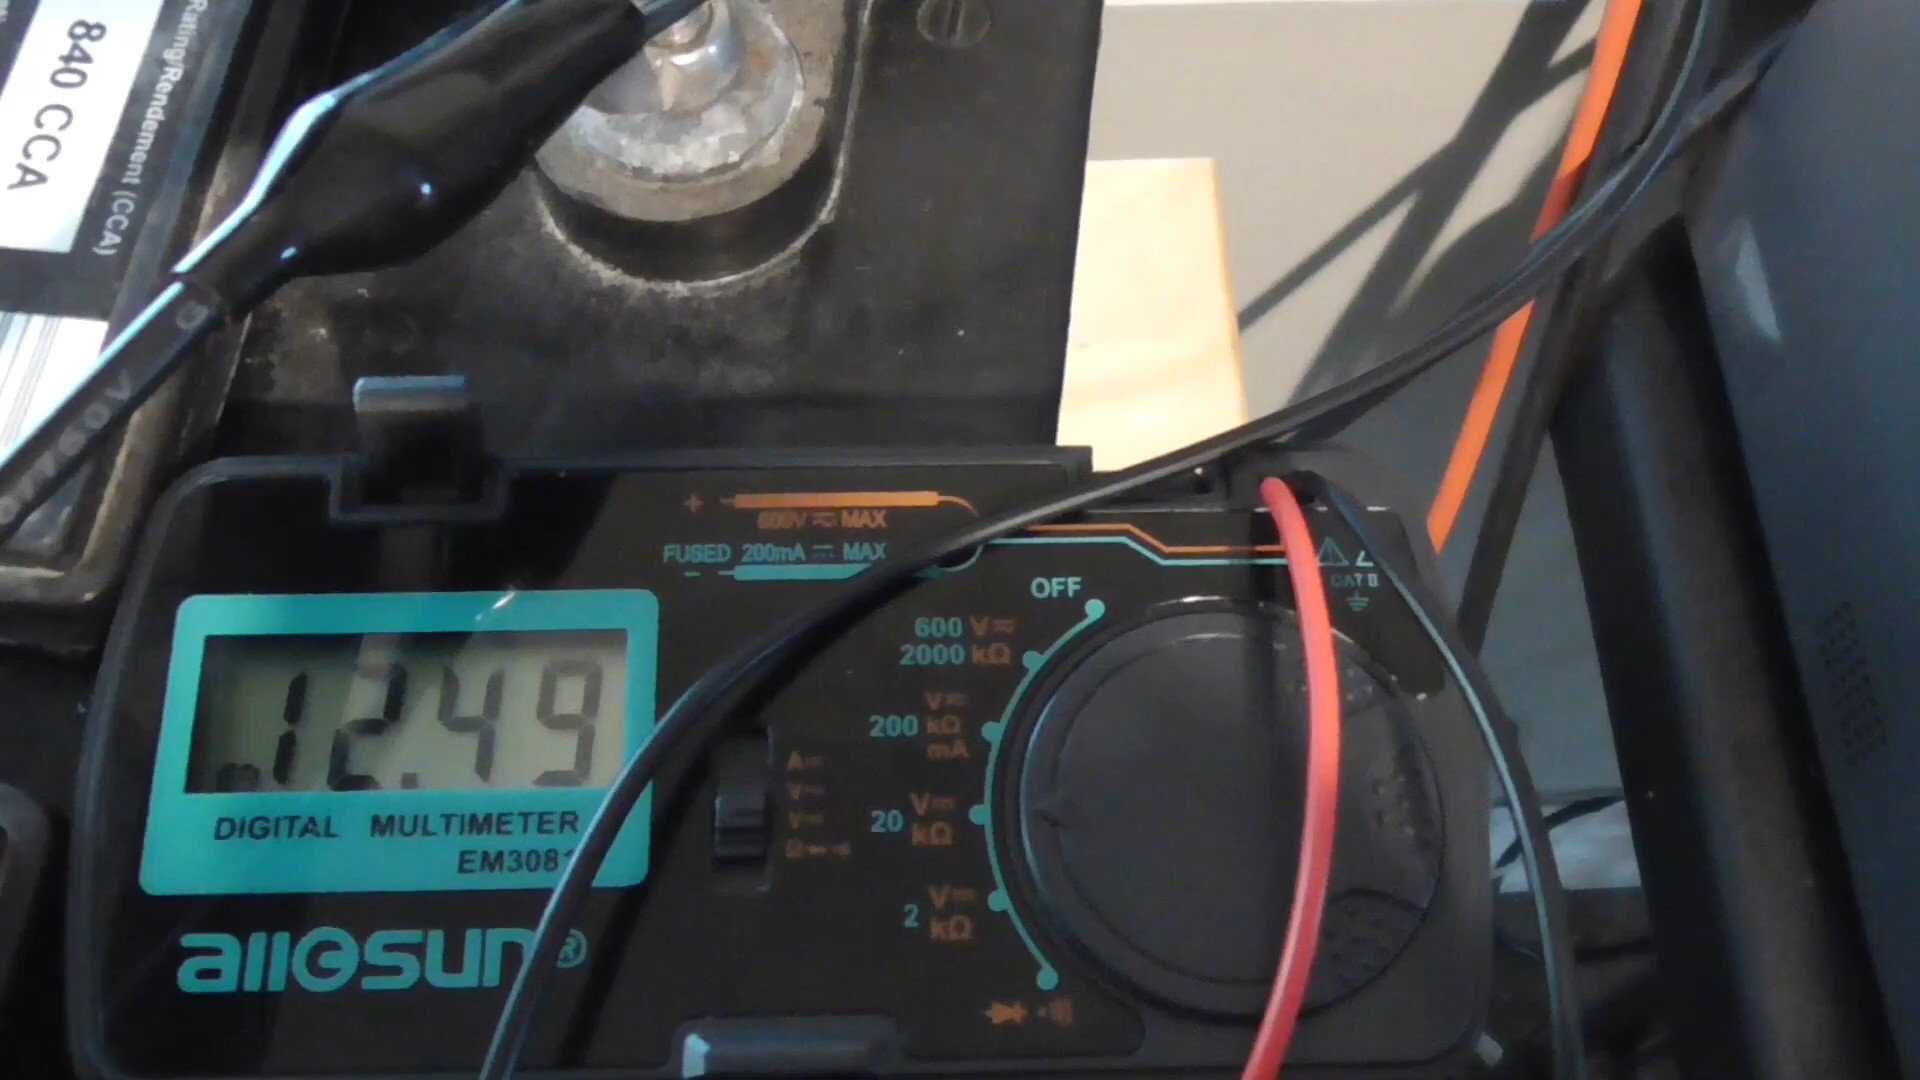 840 CCA
Rating/Rendement (CCA)
+
600V MAX
FUSED 200mA MAX
-
OFF
CAT II
600 V
2000 kΩ
V
200 kΩ
mA
A
V
V
Ω
20 V
kΩ
2 V
kΩ
12.49
DIGITAL MULTIMETER
EM3081
allosun®